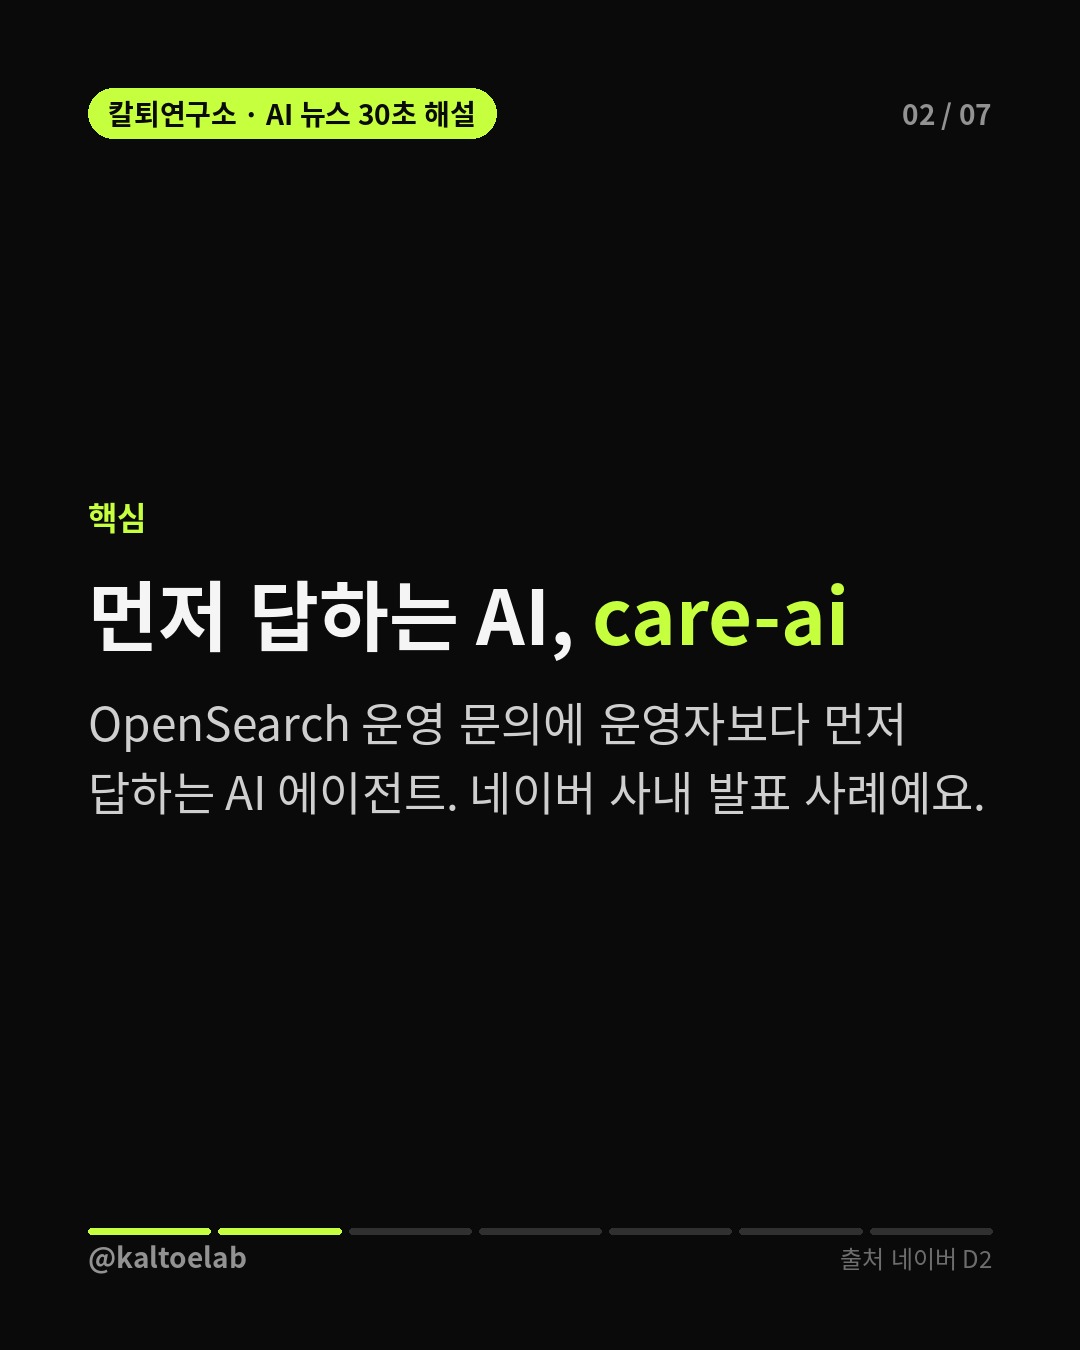 칼퇴연구소 · AI 뉴스 30초 해설
02 / 07
핵심
먼저 답하는 AI, care-ai
OpenSearch 운영 문의에 운영자보다 먼저
답하는 AI 에이전트. 네이버 사내 발표 사례예요.
@kaltoelab
출처 네이버 D2